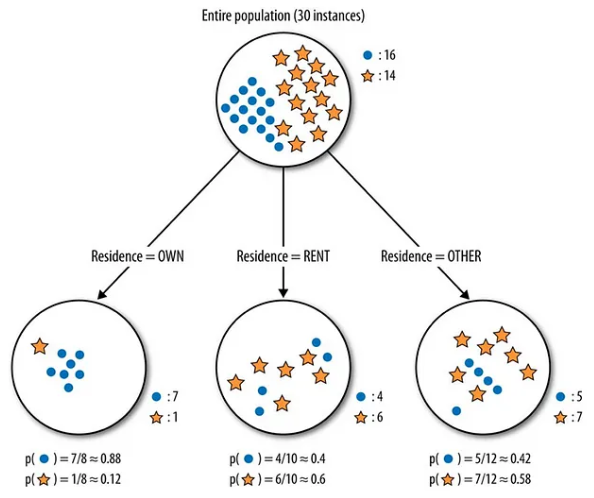 Entire population (30 instances)
: 16
: 14
Residence = OWN
Residence = RENT
Residence = OTHER
: 7
: 1
: 4
: 6
: 5
: 7
p( ) = 7/8 ≈ 0.88
p( ) = 1/8 ≈ 0.12
p( ) = 4/10 ≈ 0.4
p( ) = 6/10 ≈ 0.6
p( ) = 5/12 ≈ 0.42
p( ) = 7/12 ≈ 0.58